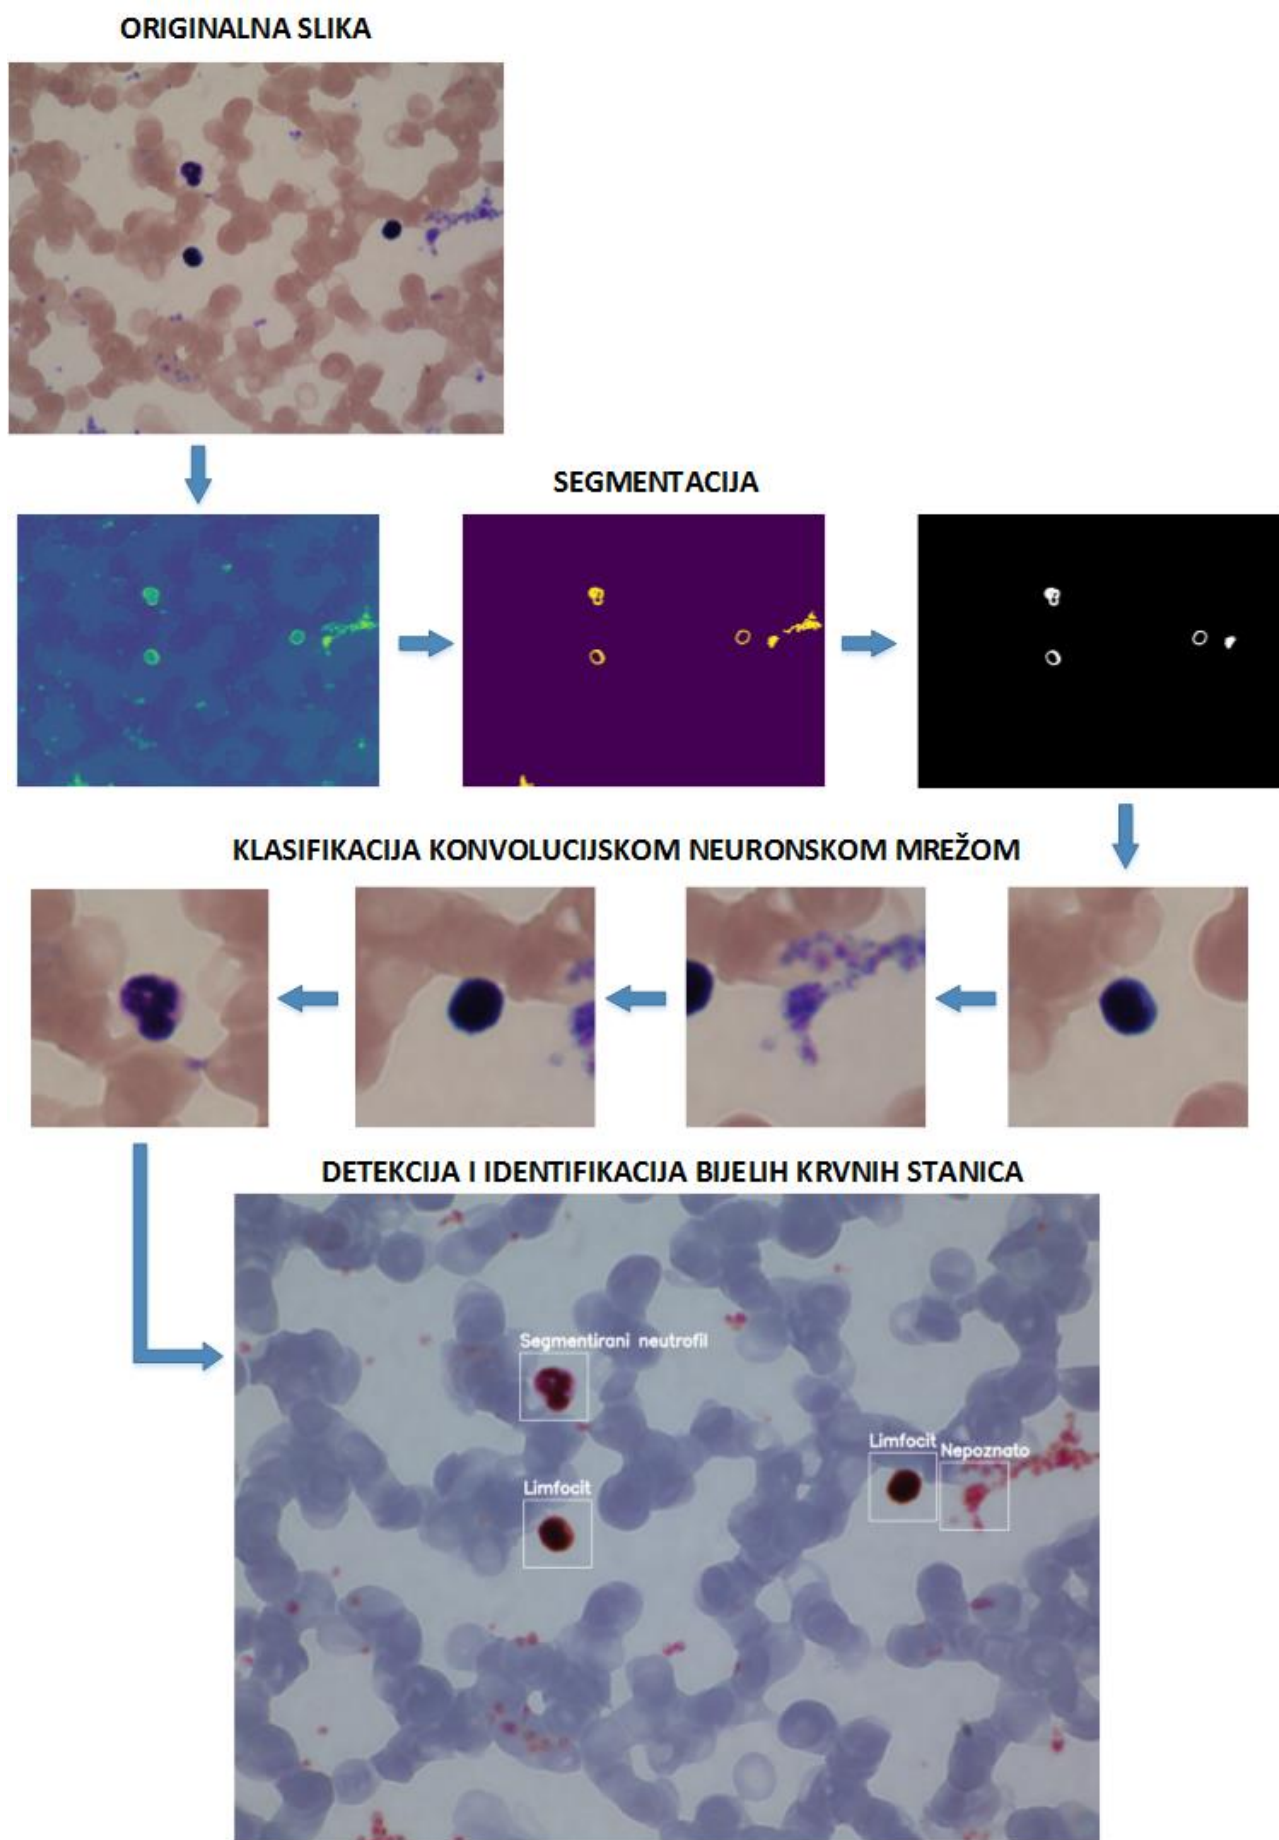 ORIGINALNA SLIKA
SEGMENTACIJA
KLASIFIKACIJA KONVOLUCIJSKOM NEURONSKOM MREŽOM
DETEKCIJA I IDENTIFIKACIJA BIJELIH KRVNIH STANICA
Segmentirani neutrofil
Limfocit
Nepoznato
Limfocit